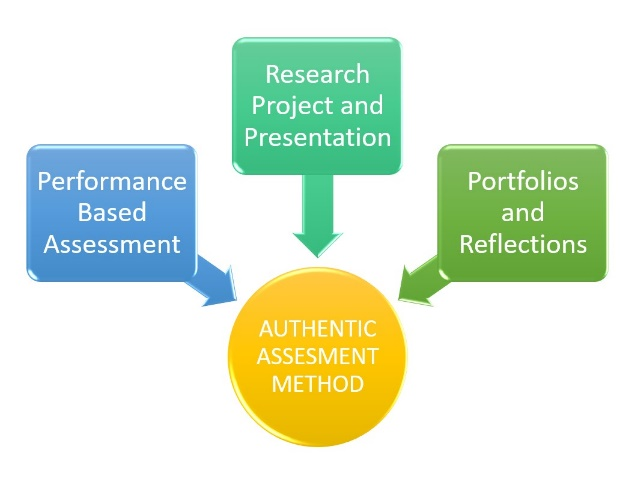 Research
Project and
Presentation
Performance
Based
Assessment
Portfolios
and
Reflections
AUTHENTIC
ASSESMENT
METHOD